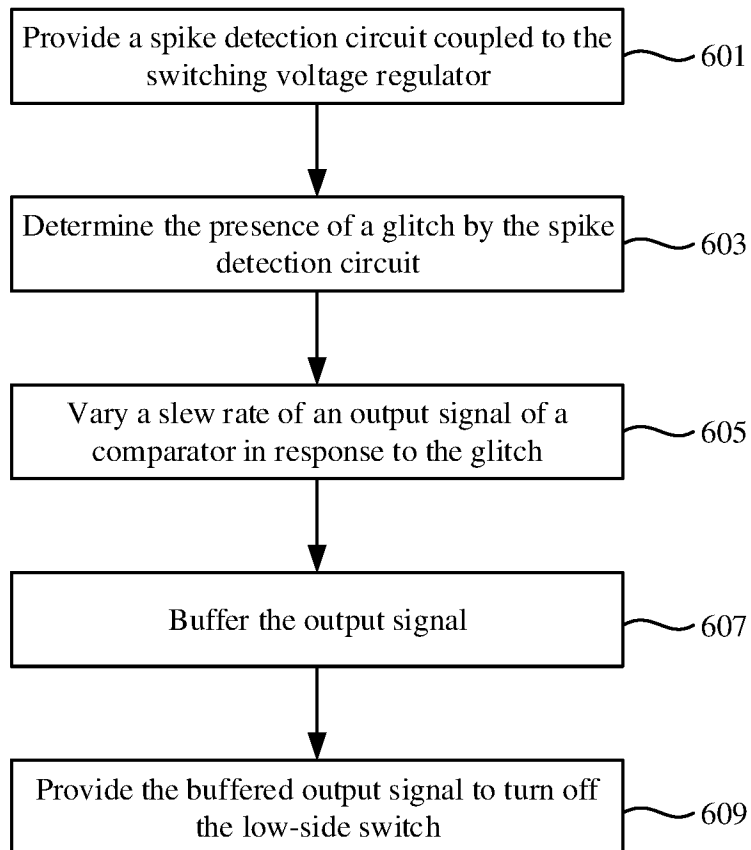 Provide a spike detection circuit coupled to the
switching voltage regulator
601
Determine the presence of a glitch by the spike
detection circuit
603
Vary a slew rate of an output signal of a
comparator in response to the glitch
605
Buffer the output signal
607
Provide the buffered output signal to turn off
the low-side switch
609